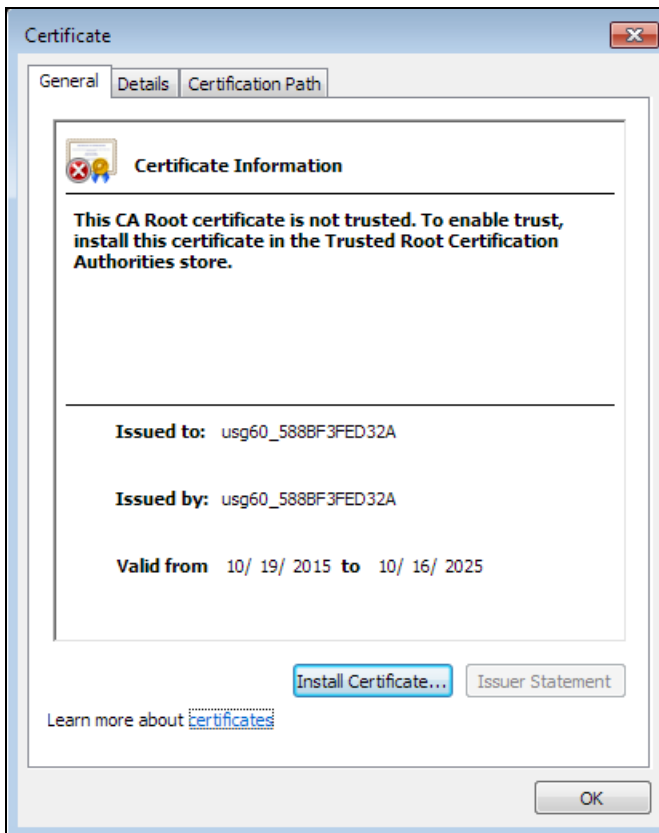 Certificate
General Details Certification Path
Certificate Information
This CA Root certificate is not trusted. To enable trust,
install this certificate in the Trusted Root Certification
Authorities store.
Issued to: usg60_588BF3FED32A
Issued by: usg60_588BF3FED32A
Valid from 10/ 19/ 2015 to 10/ 16/ 2025
Install Certificate... Issuer Statement
Learn more about certificates
OK